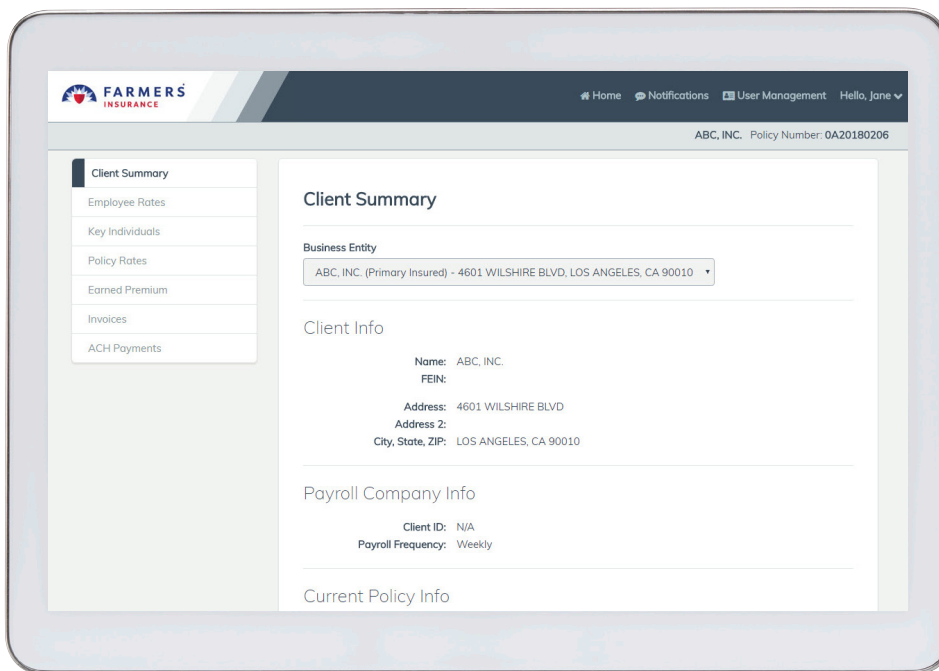 FARMERS
INSURANCE
Home Notifications User Management Hello, Jane
ABC, INC. Policy Number: 0A20180206
Client Summary
Employee Rates
Key Individuals
Policy Rates
Earned Premium
Invoices
ACH Payments
Client Summary
Business Entity
ABC, INC. (Primary Insured) - 4601 WILSHIRE BLVD, LOS ANGELES, CA 90010
Client Info
Name: ABC, INC.
FEIN:
Address: 4601 WILSHIRE BLVD
Address 2:
City, State, ZIP: LOS ANGELES, CA 90010
Payroll Company Info
Client ID: N/A
Payroll Frequency: Weekly
Current Policy Info